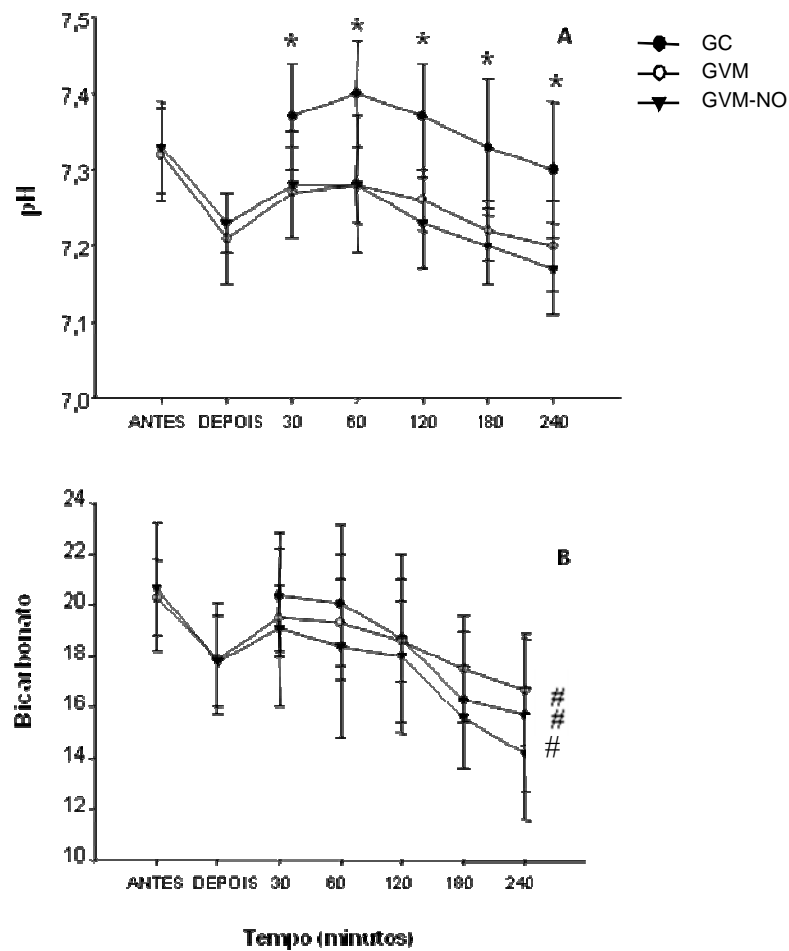 7,5
* * * * *
A
GC
GVM
GVM-NO
7,4
7,3
pH
7,2
7,1
7,0
ANTES DEPOIS 30 60 120 180 240
24
B
22
20
Bicarbonato
18
16
#
#
#
14
12
10
ANTES DEPOIS 30 60 120 180 240
Tempo (minutos)